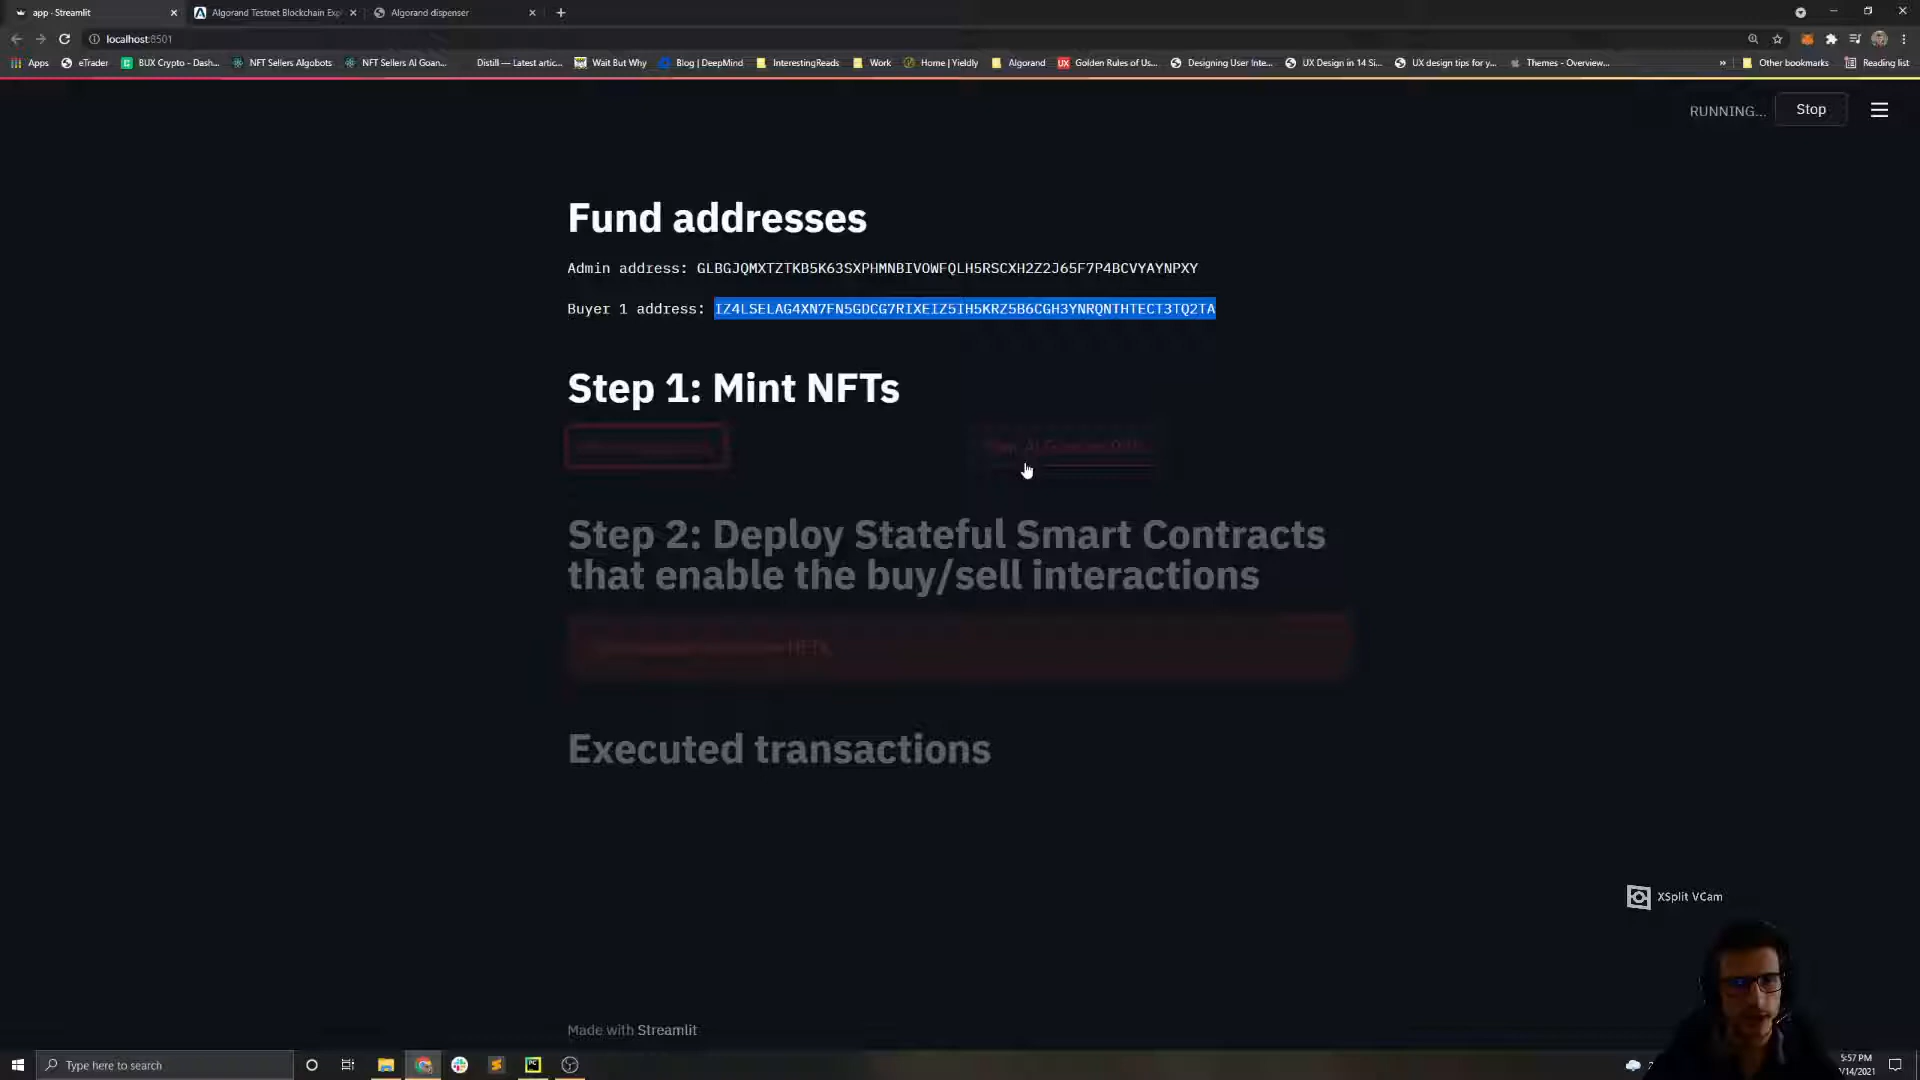 app · Streamlit
Algorand Testnet Blockchain Exp
Algorand dispenser
localhost:8501
Apps
eTrader
BUX Crypto - Dash...
NFT Sellers Algobots
NFT Sellers AI Goan...
Distill — Latest artic...
Wait But Why
Blog | DeepMind
InterestingReads
Work
Home | Yieldly
Algorand
Golden Rules of Us...
Designing User Inte...
UX Design in 14 Si...
UX design tips for y...
Themes - Overview...
»
Other bookmarks
Reading list
RUNNING...
Stop
Fund addresses
Admin address: GLBGJQMXTZTKB5K63SXPHMNBIVOWFQLH5RSCXH2Z2J65F7P4BCVYAYNPXY
Buyer 1 address: IZ4LSELAG4XN7FN5GDCG7RIXEIZ5IH5KRZ5B6CGH3YNRQNTHTECT3TQ2TA
Step 1: Mint NFTs
Step 2: Deploy Stateful Smart Contracts
that enable the buy/sell interactions
NFTs
Executed transactions
XSplit VCam
Made with Streamlit
Type here to search
5:57 PM
/14/2021